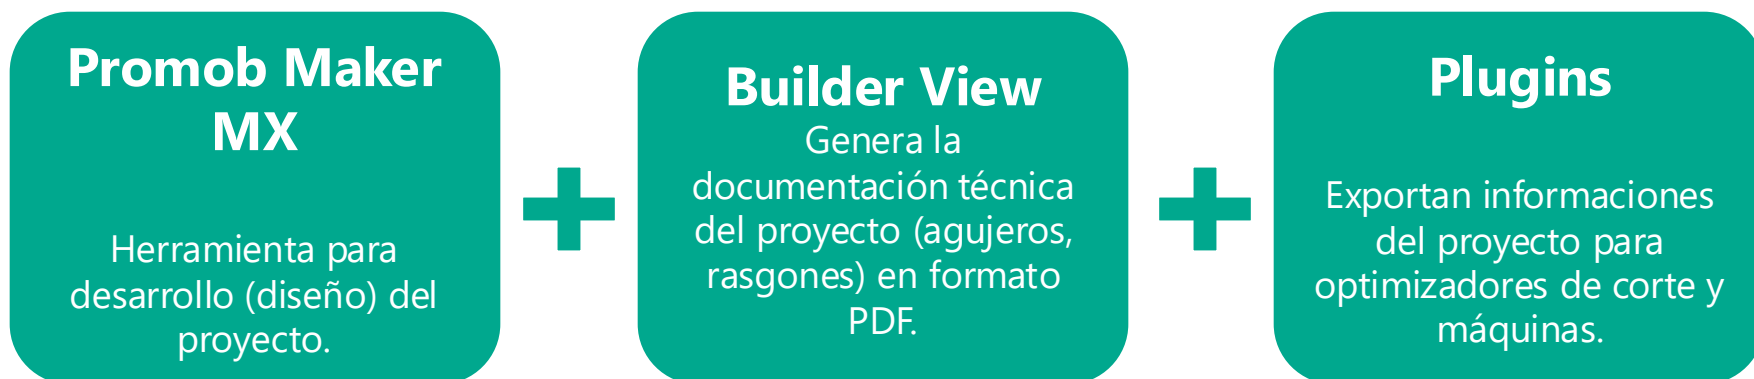 Promob Maker
MX
Herramienta para
desarrollo (diseño) del
proyecto.
Builder View
Genera la
documentación técnica
del proyecto (agujeros,
rasgones) en formato
PDF.
Plugins
Exportan informaciones
del proyecto para
optimizadores de corte y
máquinas.